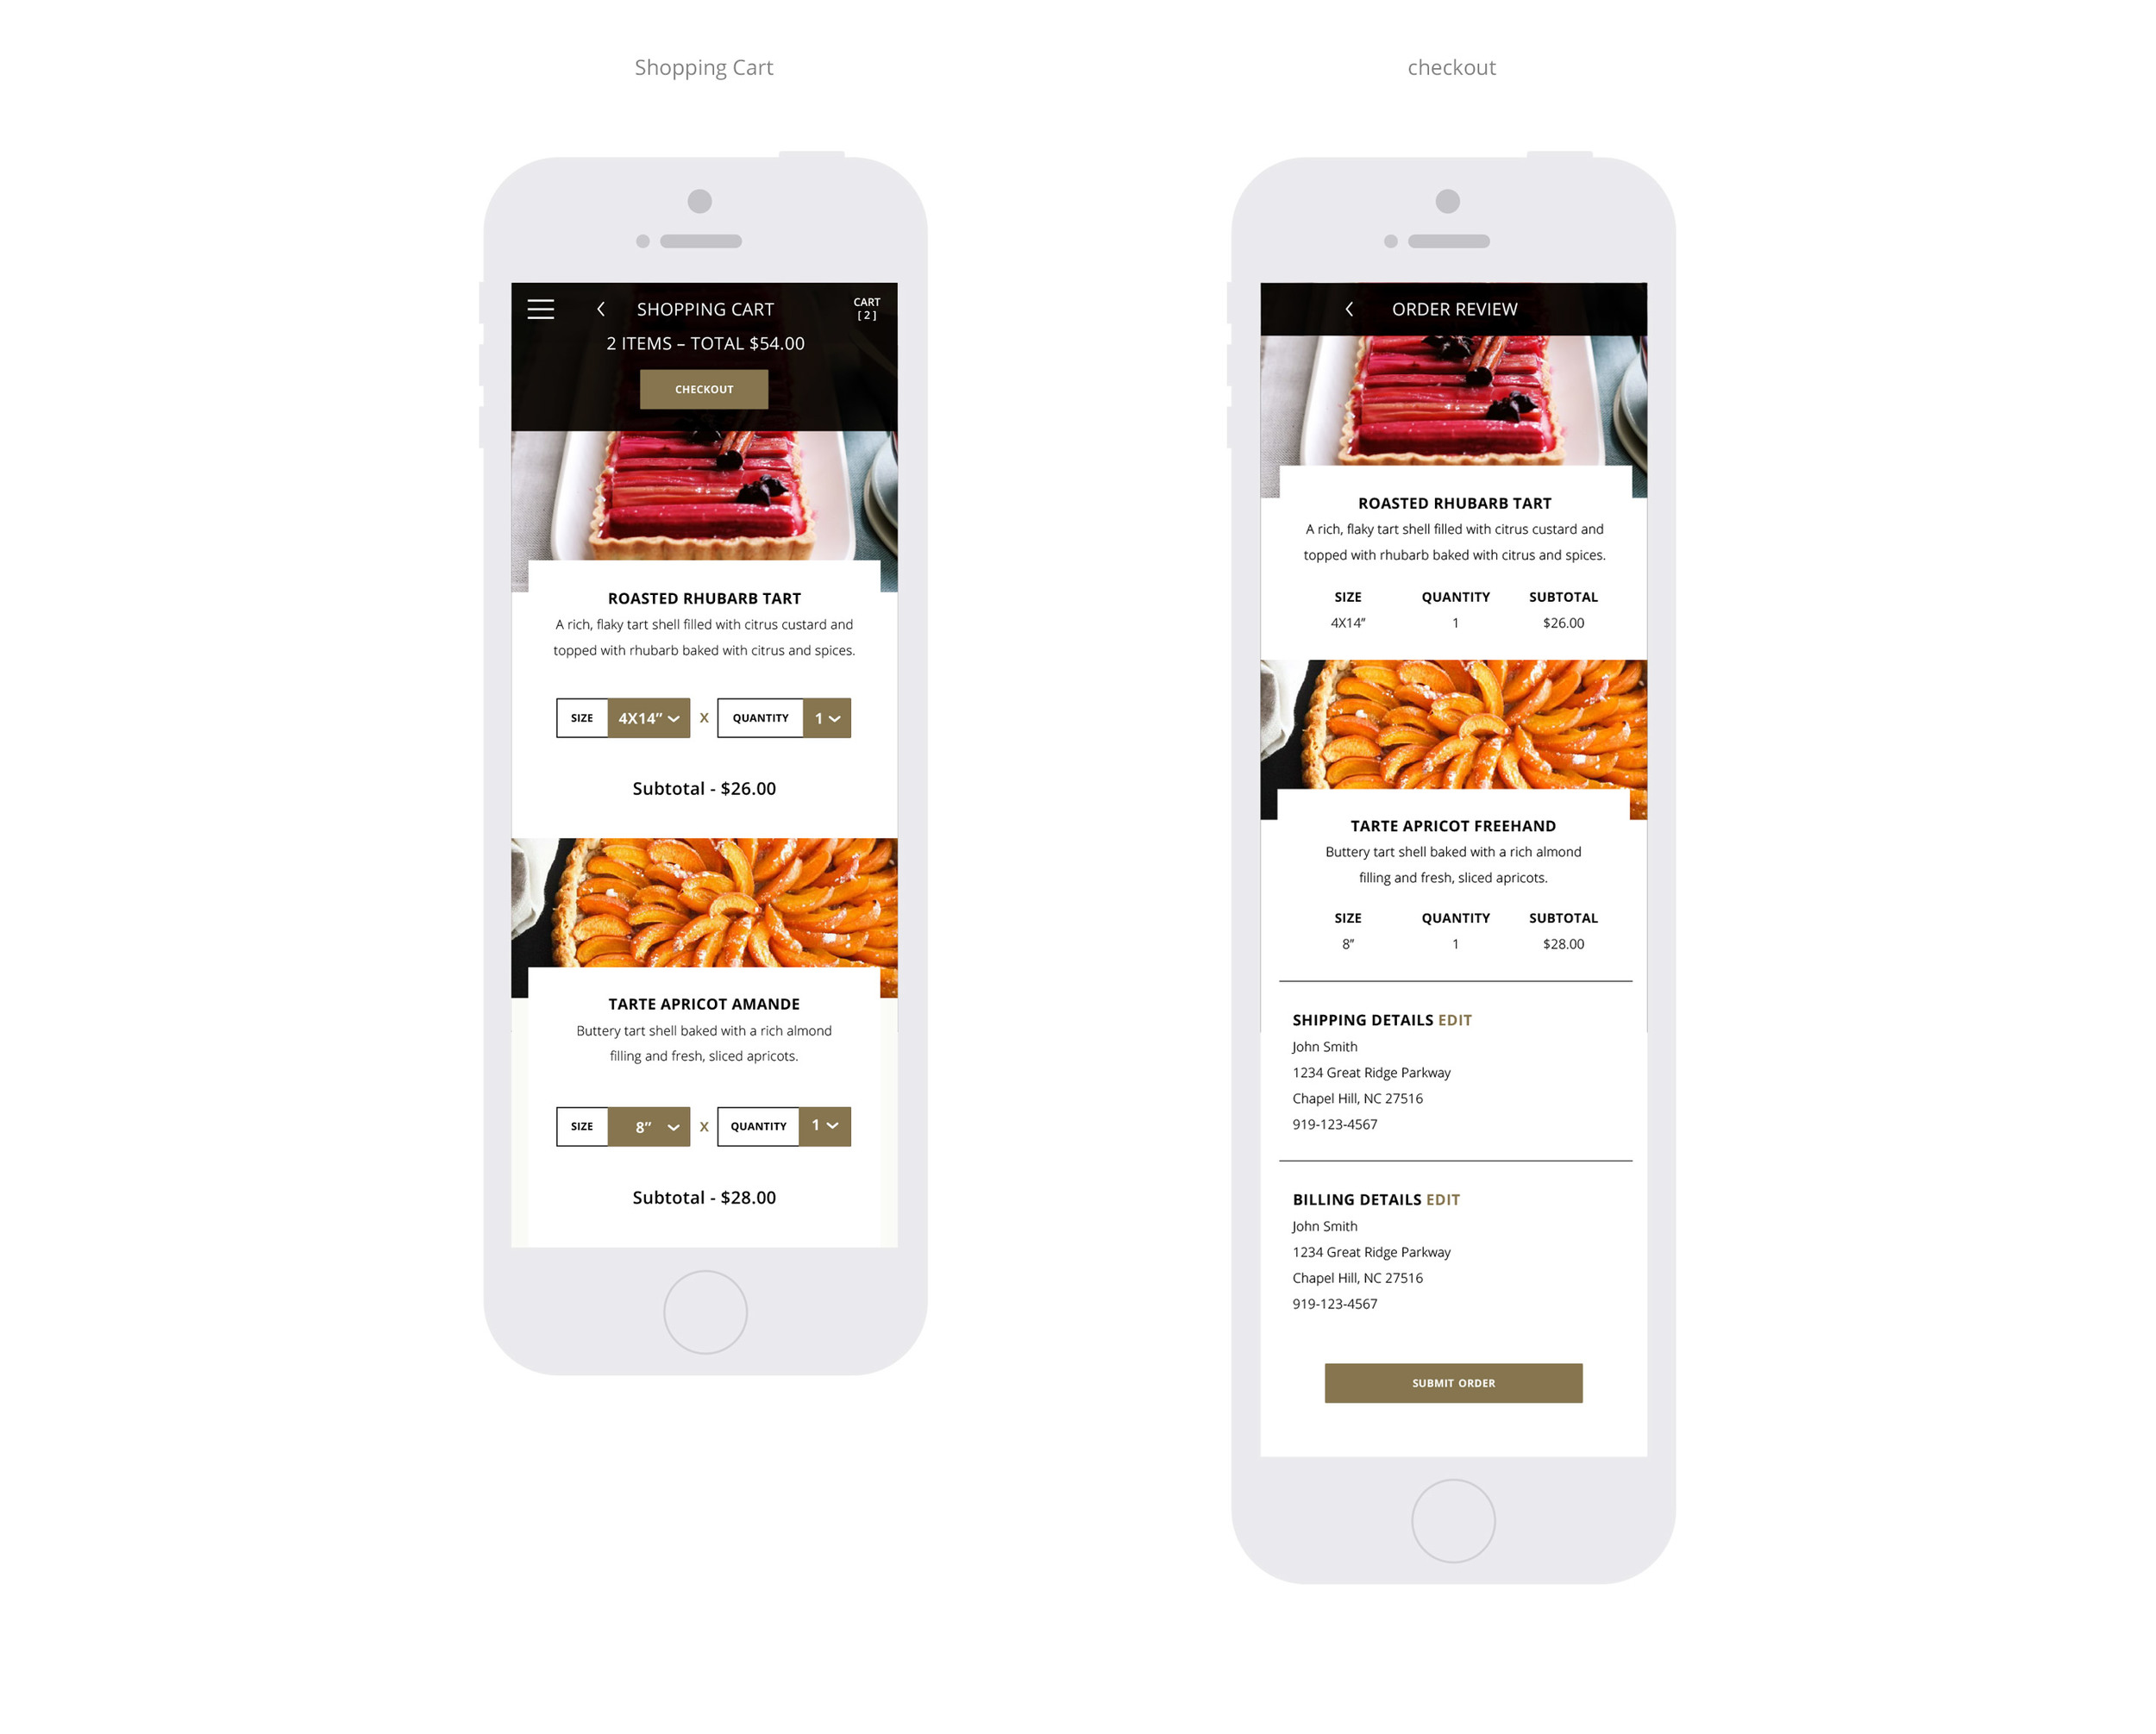 Shopping Cart
SHOPPING CART
CART
[ 2 ]
2 ITEMS – TOTAL $54.00
CHECKOUT
ROASTED RHUBARB TART
A rich, flaky tart shell filled with citrus custard and
topped with rhubarb baked with citrus and spices.
SIZE 4X14” X QUANTITY 1
Subtotal - $26.00
TARTE APRICOT AMANDE
Buttery tart shell baked with a rich almond
filling and fresh, sliced apricots.
SIZE 8” X QUANTITY 1
Subtotal - $28.00
checkout
ORDER REVIEW
ROASTED RHUBARB TART
A rich, flaky tart shell filled with citrus custard and
topped with rhubarb baked with citrus and spices.
SIZE QUANTITY SUBTOTAL
4X14” 1 $26.00
TARTE APRICOT FREEHAND
Buttery tart shell baked with a rich almond
filling and fresh, sliced apricots.
SIZE QUANTITY SUBTOTAL
8” 1 $28.00
SHIPPING DETAILS EDIT
John Smith
1234 Great Ridge Parkway
Chapel Hill, NC 27516
919-123-4567
BILLING DETAILS EDIT
John Smith
1234 Great Ridge Parkway
Chapel Hill, NC 27516
919-123-4567
SUBMIT ORDER